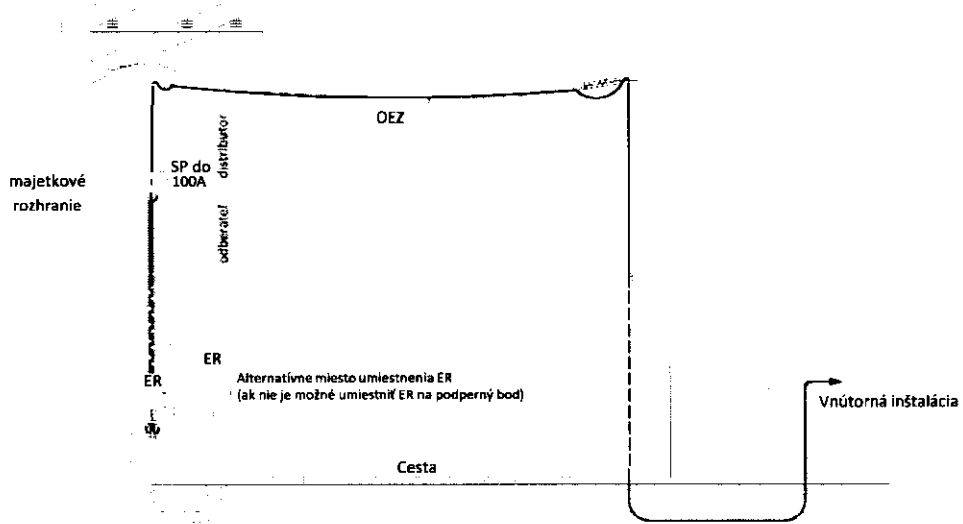 OEZ
distribútor
SP do
100A
majetkové
rozhranie
odberateľ
ER
ER
Alternatívne miesto umiestnenia ER
(ak nie je možné umiestniť ER na podperný bod)
Vnútorná inštalácia
Cesta